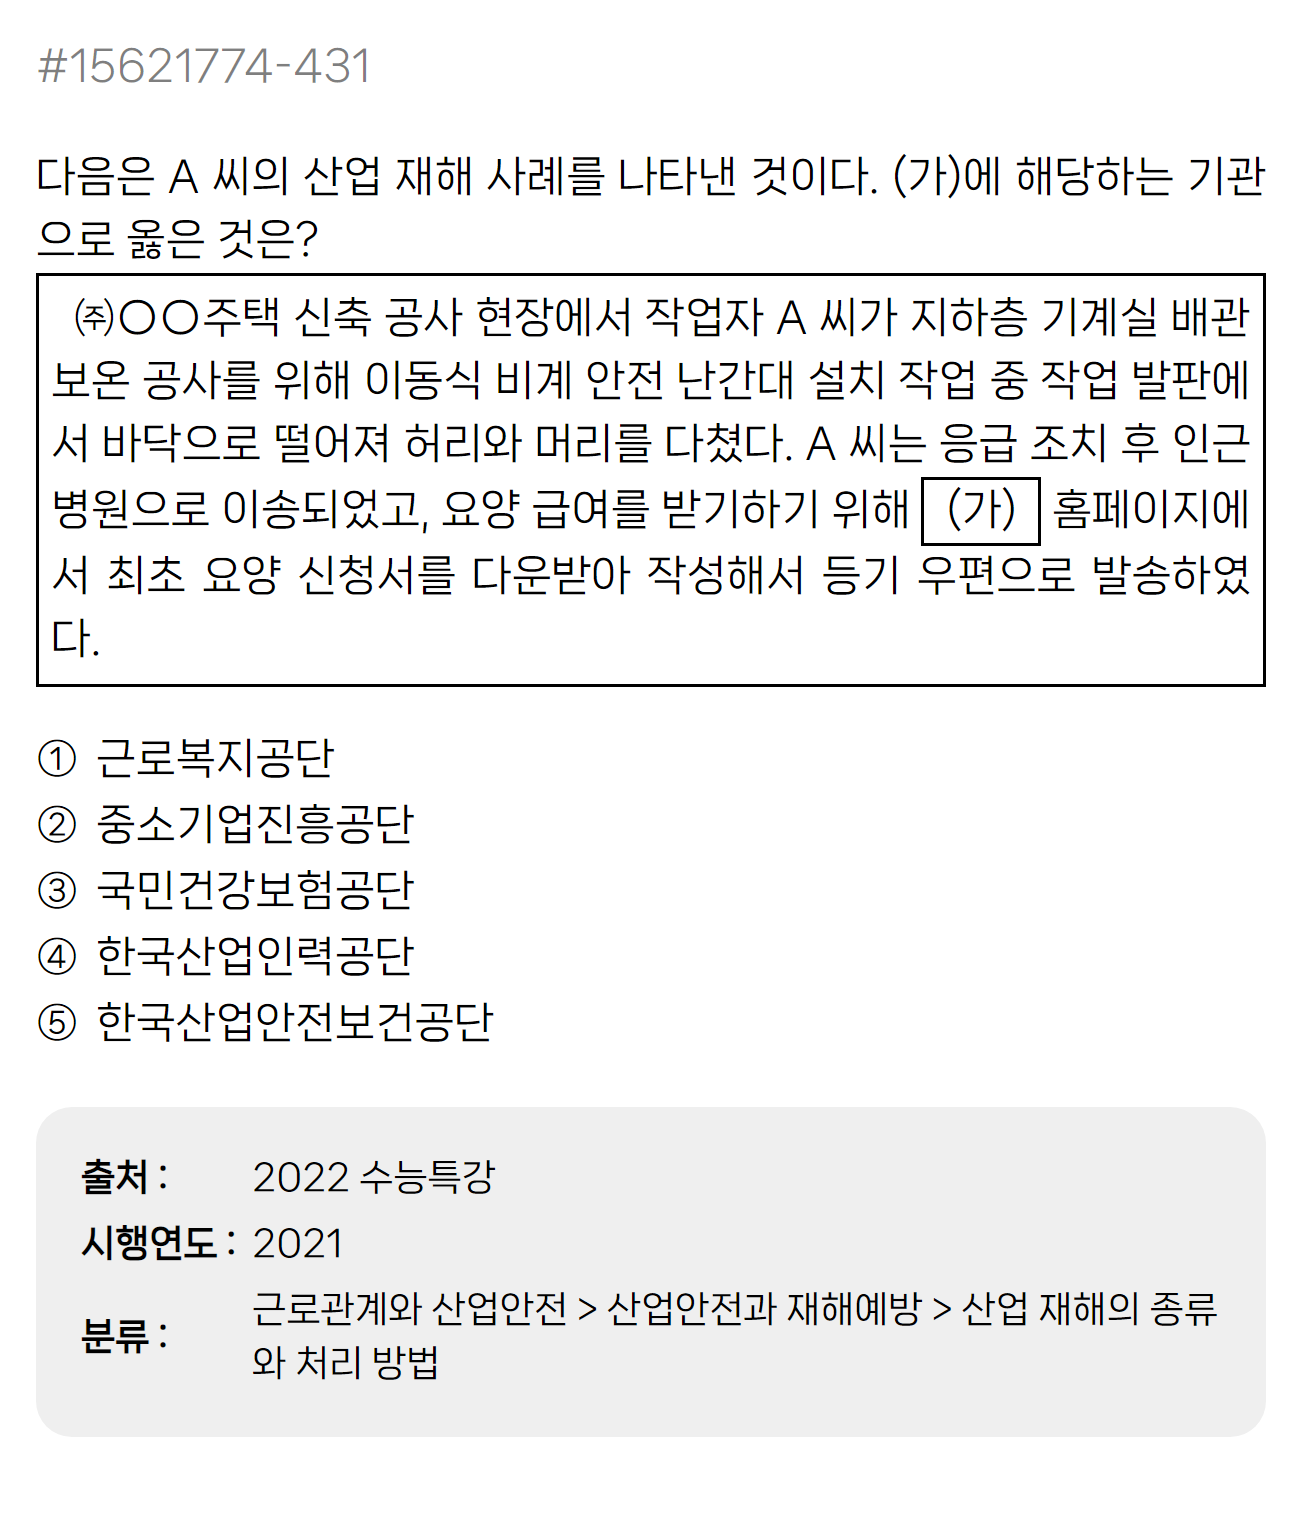 #15621774-431
다음은 A 씨의 산업 재해 사례를 나타낸 것이다. (가)에 해당하는 기관
으로 옳은 것은?
㈜〇〇주택 신축 공사 현장에서 작업자 A 씨가 지하층 기계실 배관
보온 공사를 위해 이동식 비계 안전 난간대 설치 작업 중 작업 발판에
서 바닥으로 떨어져 허리와 머리를 다쳤다. A 씨는 응급 조치 후 인근
병원으로 이송되었고, 요양 급여를 받기하기 위해 (가) 홈페이지에
서 최초 요양 신청서를 다운받아 작성해서 등기 우편으로 발송하였
다.
① 근로복지공단
② 중소기업진흥공단
③ 국민건강보험공단
④ 한국산업인력공단
⑤ 한국산업안전보건공단
출처 : 2022 수능특강
시행연도 : 2021
분류 : 근로관계와 산업안전 > 산업안전과 재해예방 > 산업 재해의 종류
와 처리 방법